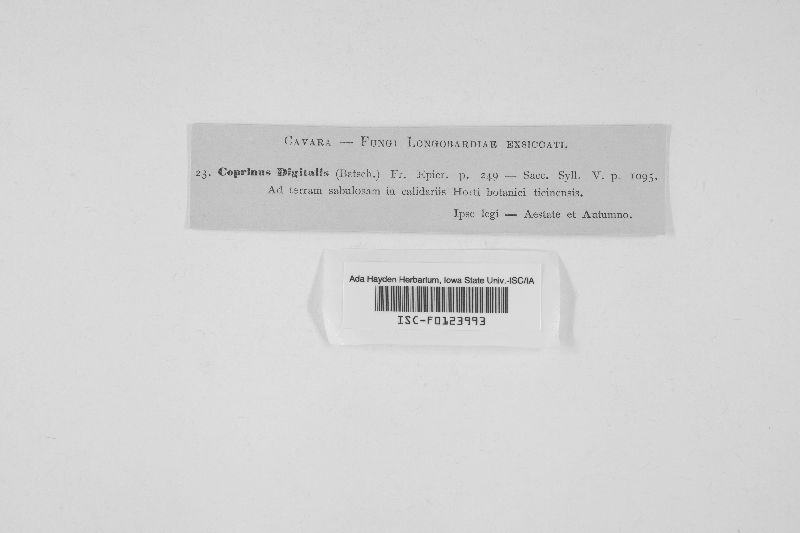 Cavara — Fungi Longobardiae exsiccati.
23. Coprinus Digitalis (Batsch.) Fr. Epicr. p. 249 — Sacc. Syll. V. p. 1095.
Ad terram sabulosam in calidariis Horti botanici ticinensis.
Ipse legi — Aestate et Autumno.
Ada Hayden Herbarium, Iowa State Univ.-ISC/IA
ISC-F0123993